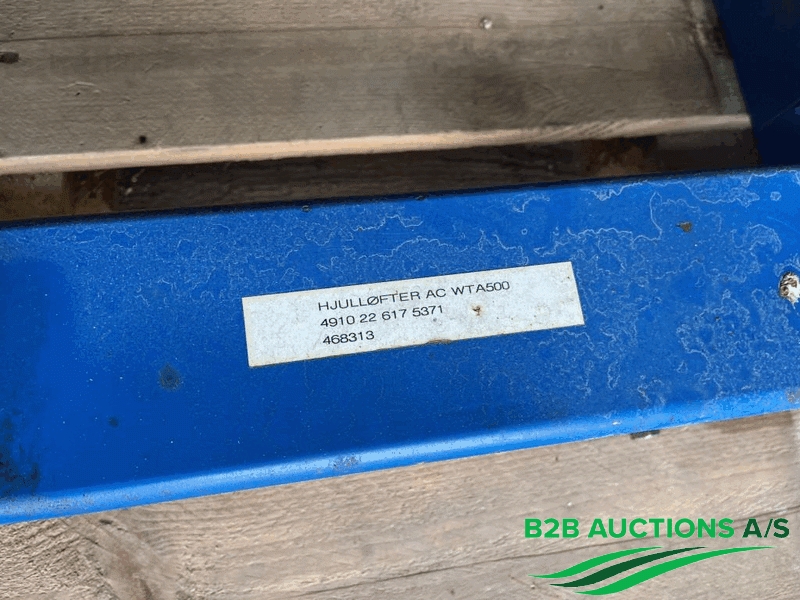 HJULLØFTER AC WTA500
4910 22 617 5371
468313
B2B AUCTIONS A/S